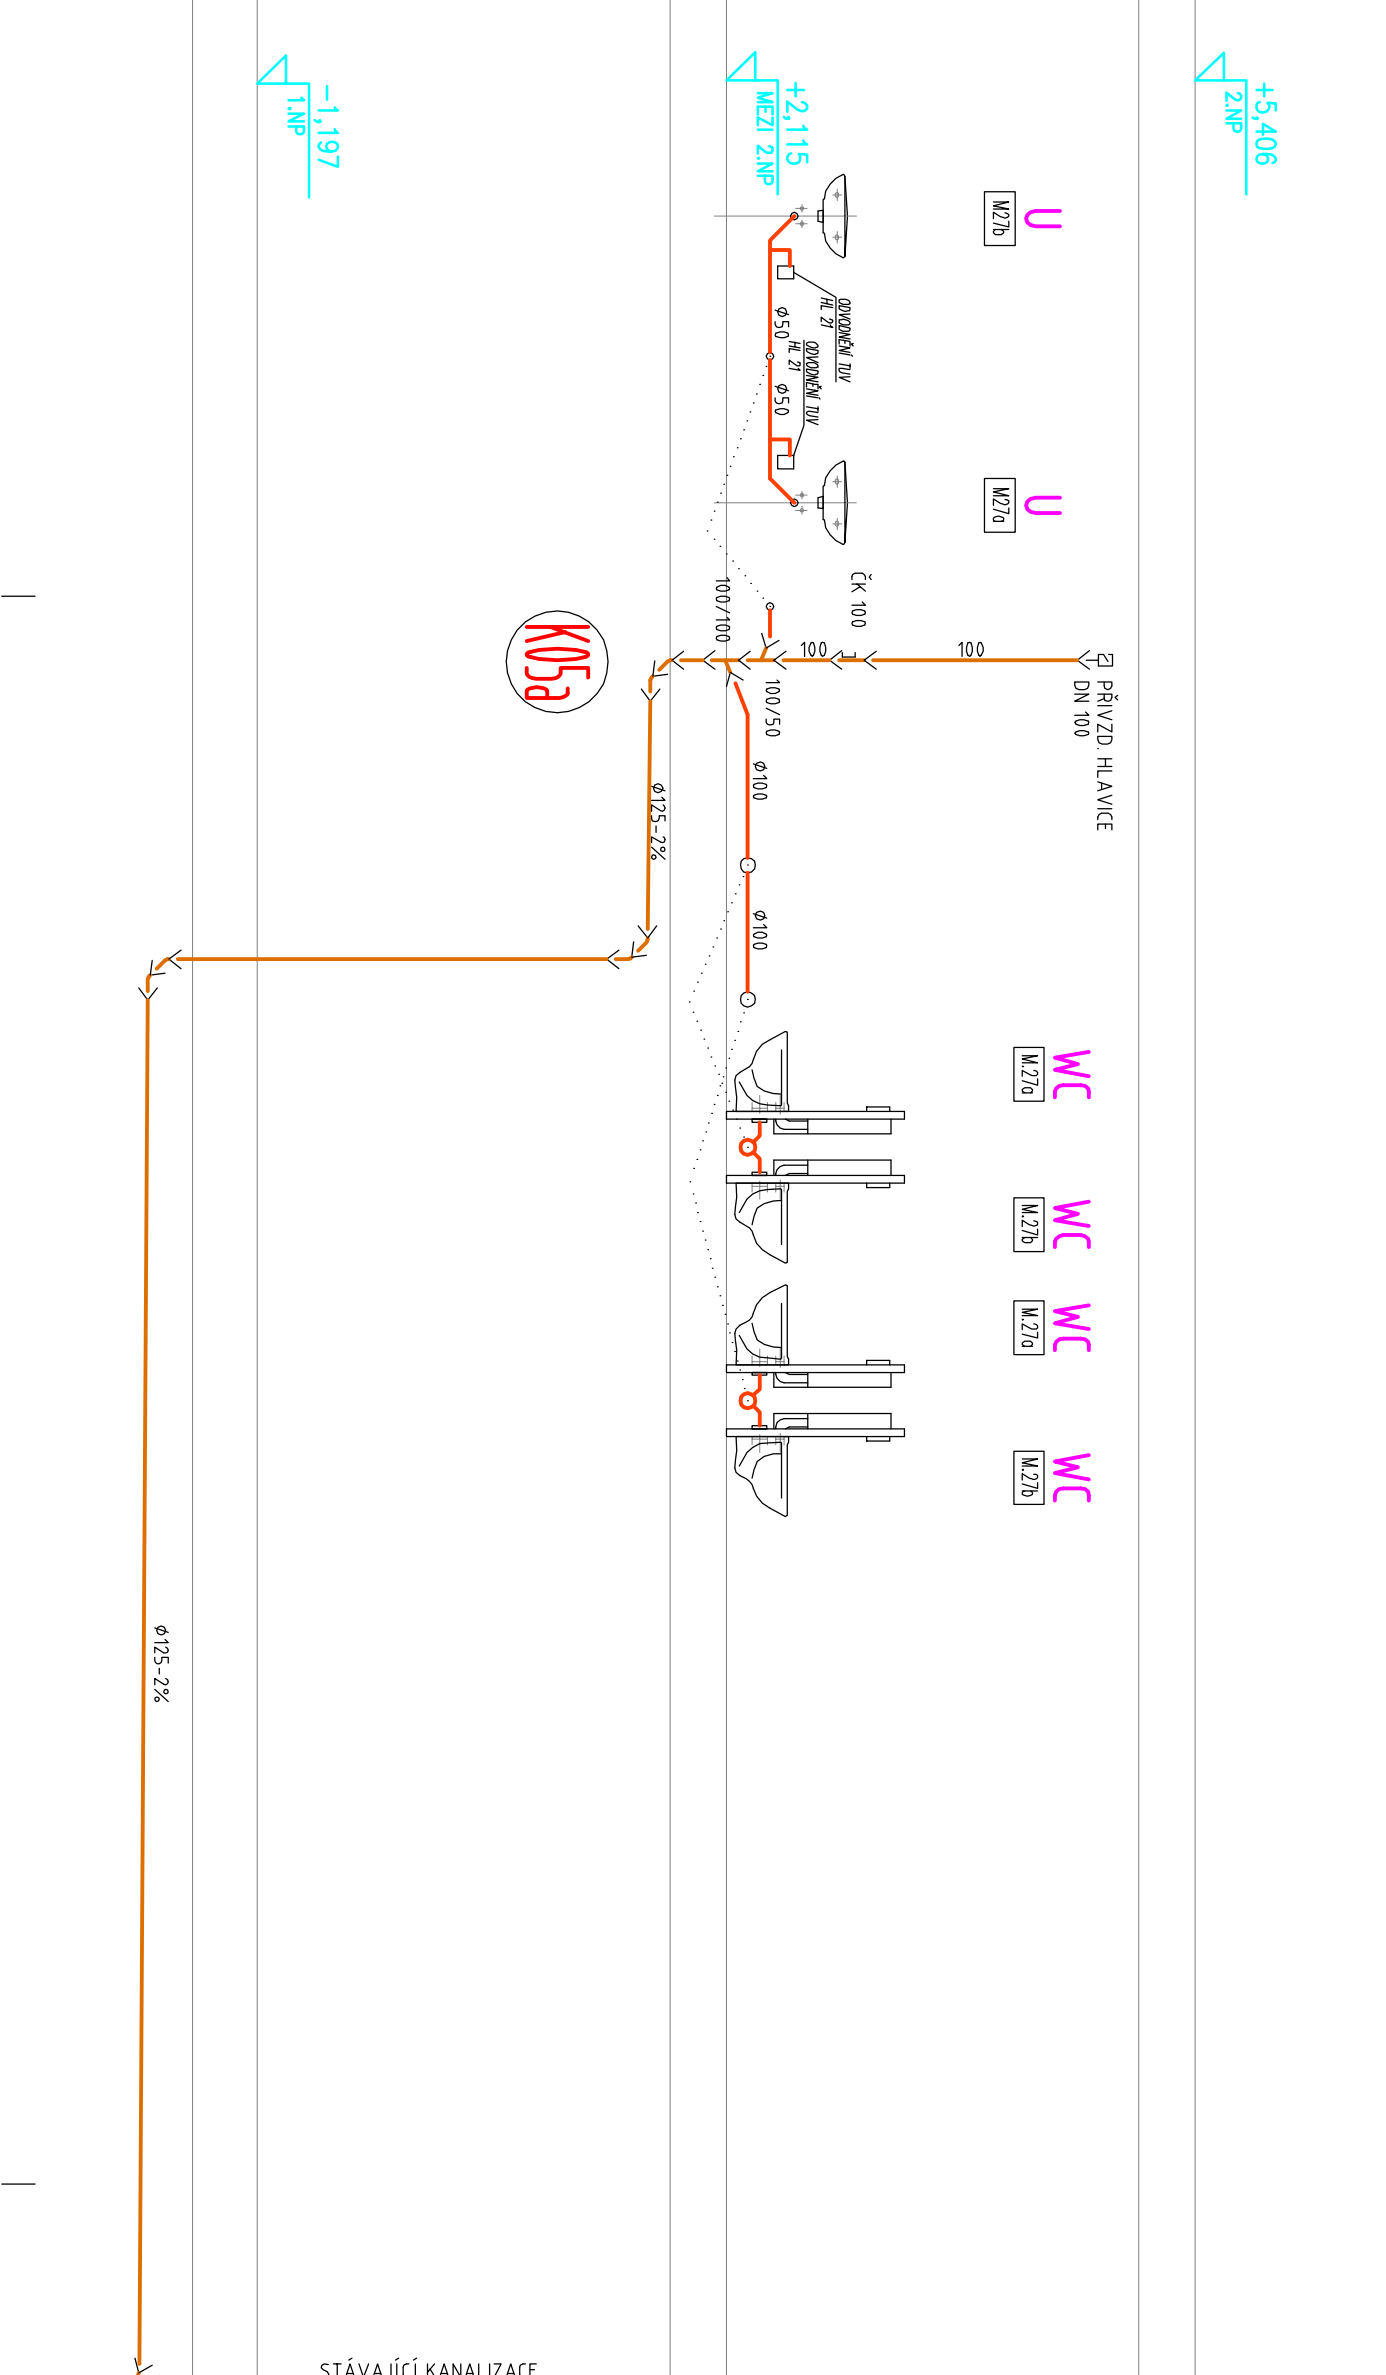 +5,406
2.NP
+2,115
MEZI 2.NP
-1,197
1.NP
U
M27b
U
M27a
ODVODNĚNÍ TUV
HL 21
ODVODNĚNÍ TUV
HL 21
Ø50
Ø50
ČK 100
100
100
100/100
100/50
PŘIVZD. HLAVICE
DN 100
K05a
Ø100
Ø100
Ø125-2%
WC
M.27a
WC
M.27b
WC
M.27a
WC
M.27b
Ø125-2%
STÁVAJÍCÍ KANALIZACE